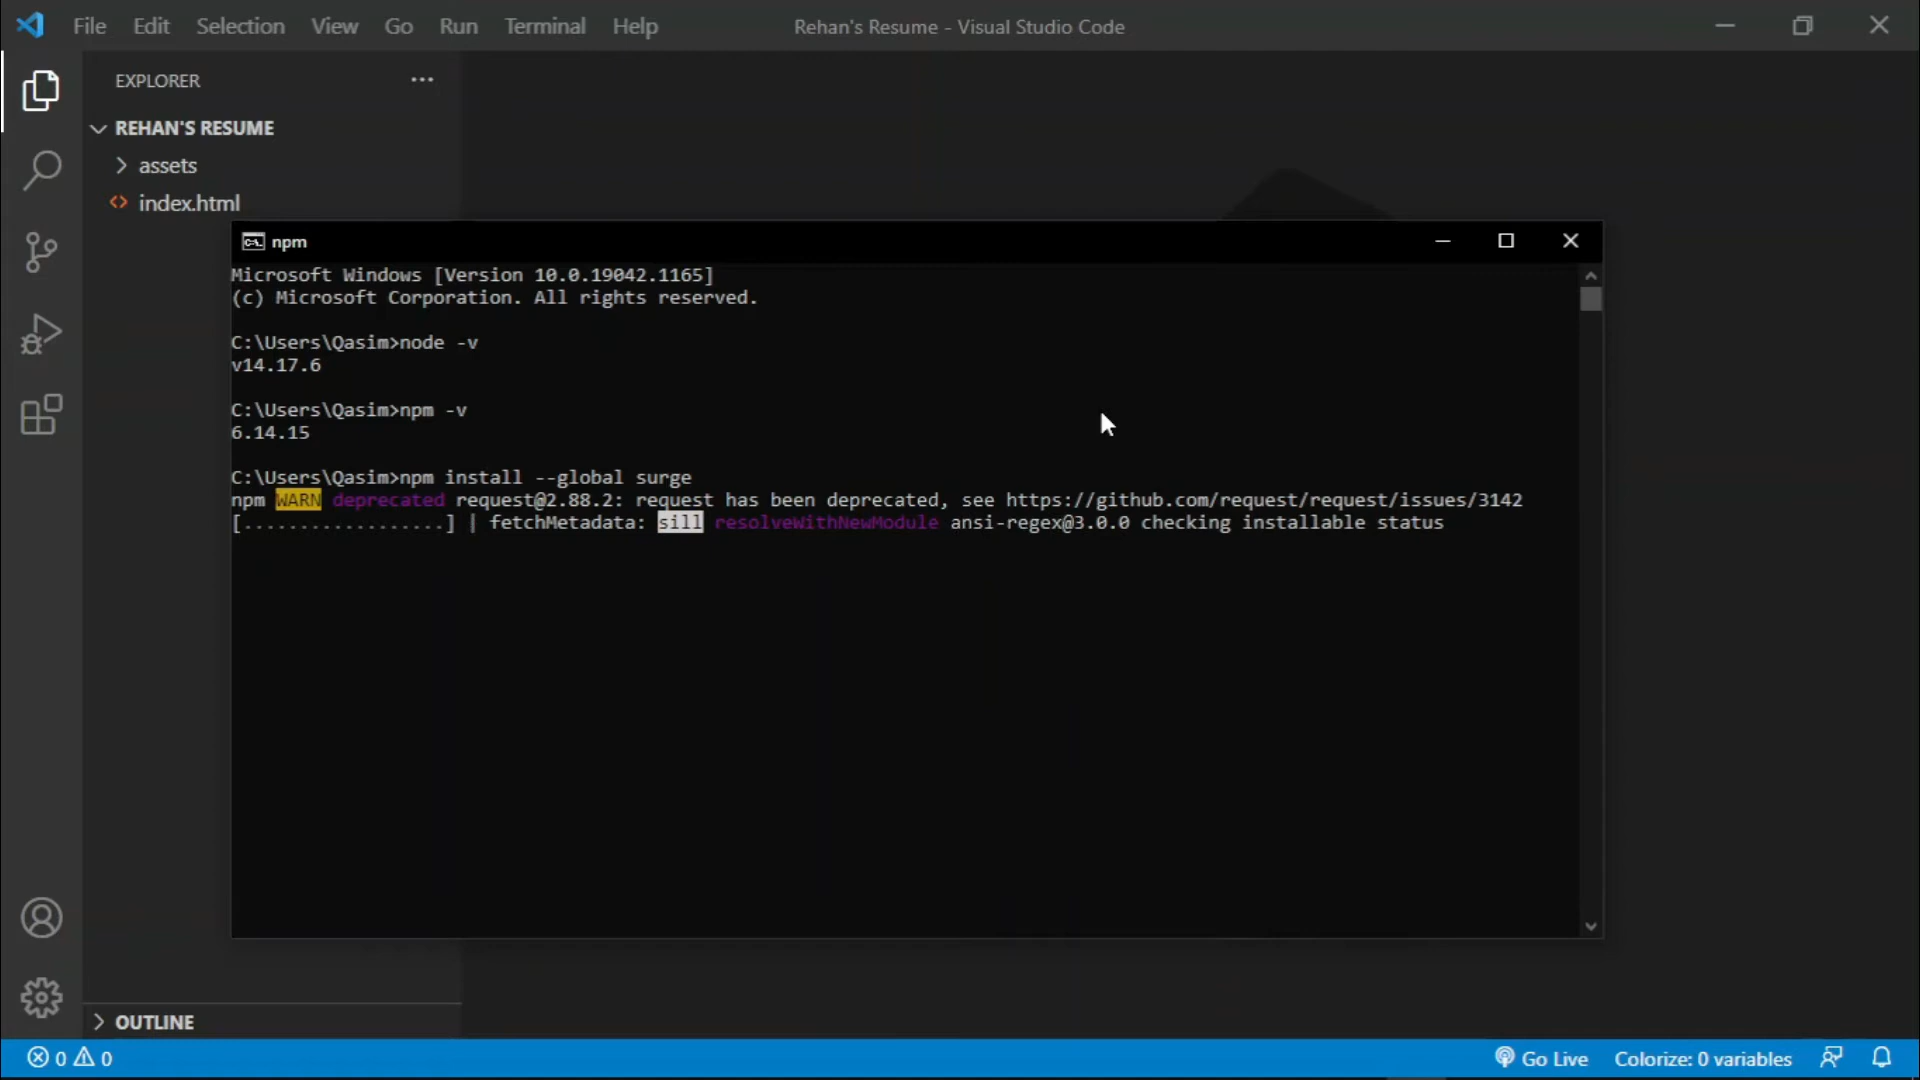 File Edit Selection View Go Run Terminal Help Rehan's Resume - Visual Studio Code
EXPLORER ···
REHAN'S RESUME
assets
index.html
npm
Microsoft Windows [Version 10.0.19042.1165]
(c) Microsoft Corporation. All rights reserved.
C:\Users\Qasim>node -v
v14.17.6
C:\Users\Qasim>npm -v
6.14.15
C:\Users\Qasim>npm install --global surge
npm WARN deprecated request@2.88.2: request has been deprecated, see https://github.com/request/request/issues/3142
[..................] | fetchMetadata: sill resolveWithNewModule ansi-regex@3.0.0 checking installable status
OUTLINE
0 0 Go Live Colorize: 0 variables